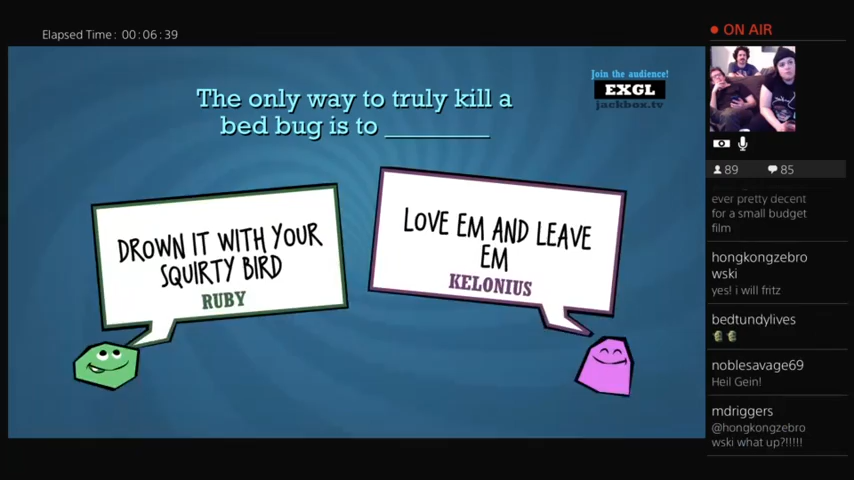 Elapsed Time: 00:06:39
ON AIR
Join the audience!
EXGL
jackbox.tv
The only way to truly kill a
bed bug is to ________
DROWN IT WITH YOUR
SQUIRTY BIRD
RUBY
LOVE EM AND LEAVE
EM
KELONIUS
89
85
ever pretty decent
for a small budget
film
hongkongzebro
wski
yes! i will fritz
bedtundylives
noblesavage69
Heil Gein!
mdriggers
@hongkongzebro
wski what up?!!!!!